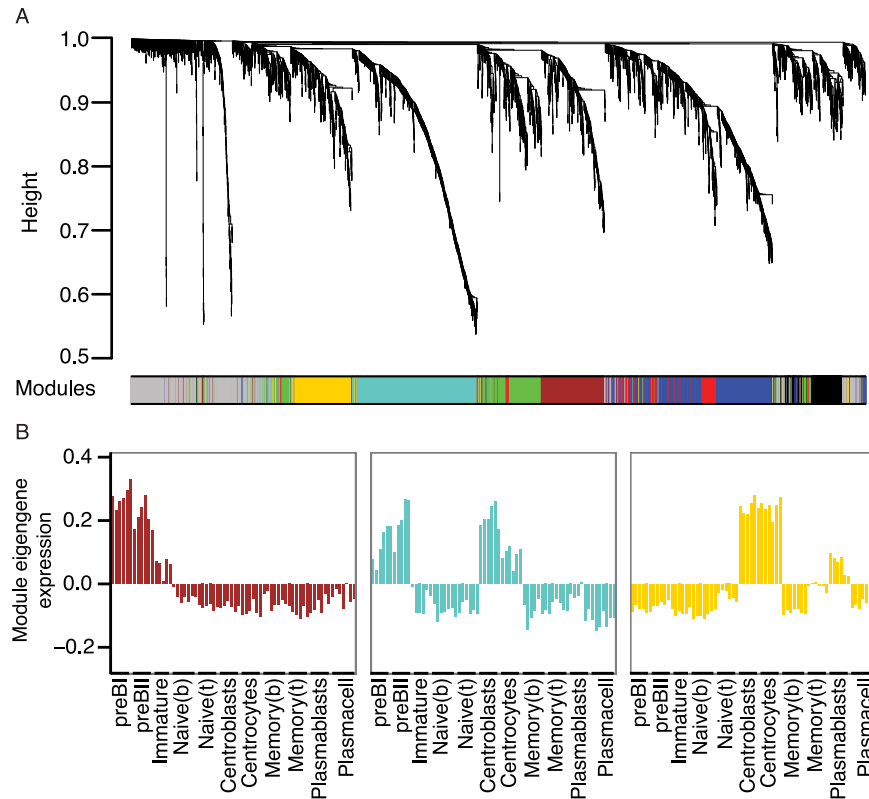 A
1.0
0.9
0.8
0.7
0.6
0.5
Height
Modules
B
0.4
0.2
0.0
−0.2
Module eigengene
expression
preBI
preBII
Immature
Naive(b)
Naive(t)
Centroblasts
Centrocytes
Memory(b)
Memory(t)
Plasmablasts
Plasmacell
preBI
preBII
Immature
Naive(b)
Naive(t)
Centroblasts
Centrocytes
Memory(b)
Memory(t)
Plasmablasts
Plasmacell
preBI
preBII
Immature
Naive(b)
Naive(t)
Centroblasts
Centrocytes
Memory(b)
Memory(t)
Plasmablasts
Plasmacell